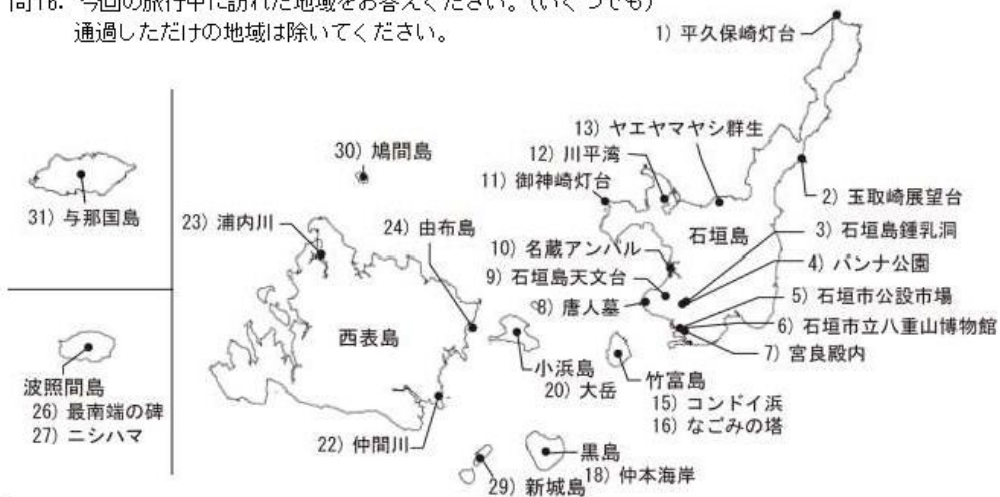 問16. 今回の旅行中に訪れた地域をお答えください。（いくつでも）
通過しただけの地域は除いてください。
1) 平久保崎灯台
13) ヤエヤマヤシ群生
12) 川平湾
11) 御神崎灯台
2) 玉取崎展望台
石垣島
3) 石垣島鍾乳洞
10) 名蔵アンパル
4) バンナ公園
9) 石垣島天文台
5) 石垣市公設市場
8) 唐人墓
6) 石垣市立八重山博物館
7) 宮良殿内
30) 鳩間島
31) 与那国島
23) 浦内川
24) 由布島
西表島
小浜島
20) 大岳
竹富島
15) コンドイ浜
16) なごみの塔
波照間島
26) 最南端の碑
27) ニシハマ
22) 仲間川
黒島
18) 仲本海岸
29) 新城島